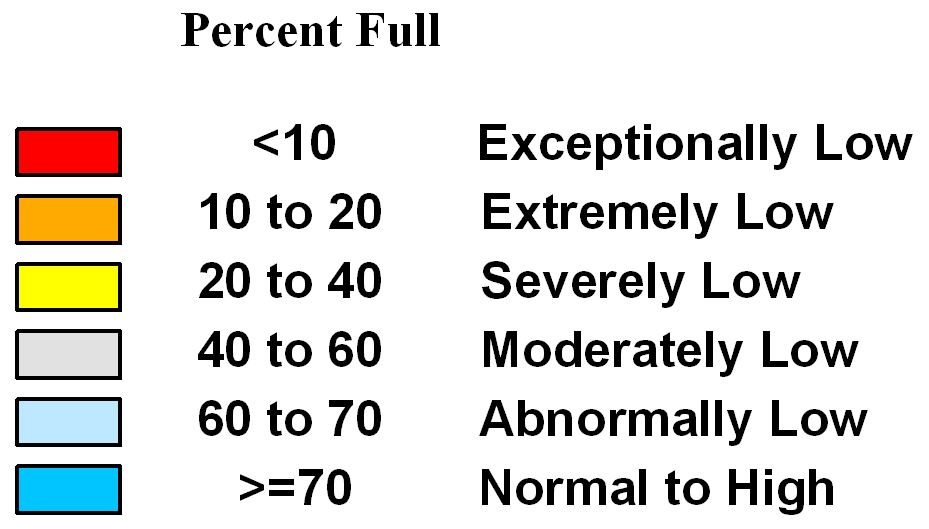 Percent Full
<10 Exceptionally Low
10 to 20 Extremely Low
20 to 40 Severely Low
40 to 60 Moderately Low
60 to 70 Abnormally Low
>=70 Normal to High